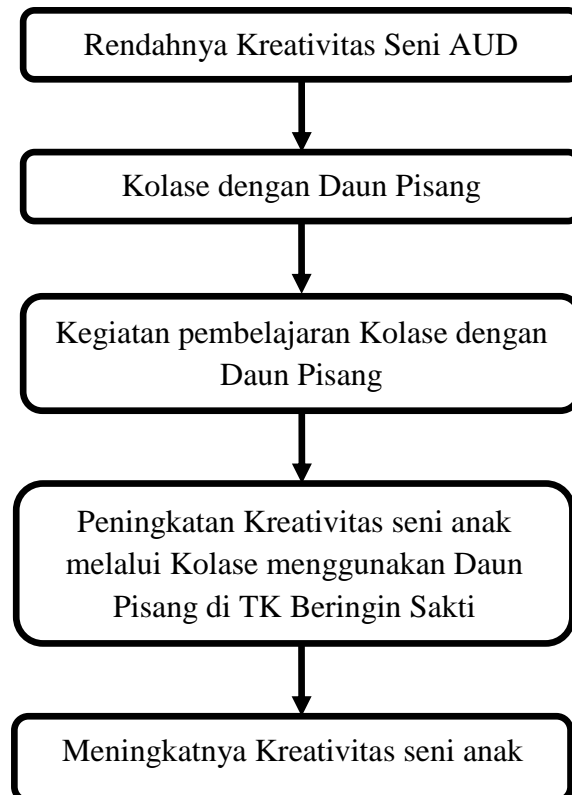 Rendahnya Kreativitas Seni AUD
Kolase dengan Daun Pisang
Kegiatan pembelajaran Kolase dengan
Daun Pisang
Peningkatan Kreativitas seni anak
melalui Kolase menggunakan Daun
Pisang di TK Beringin Sakti
Meningkatnya Kreativitas seni anak